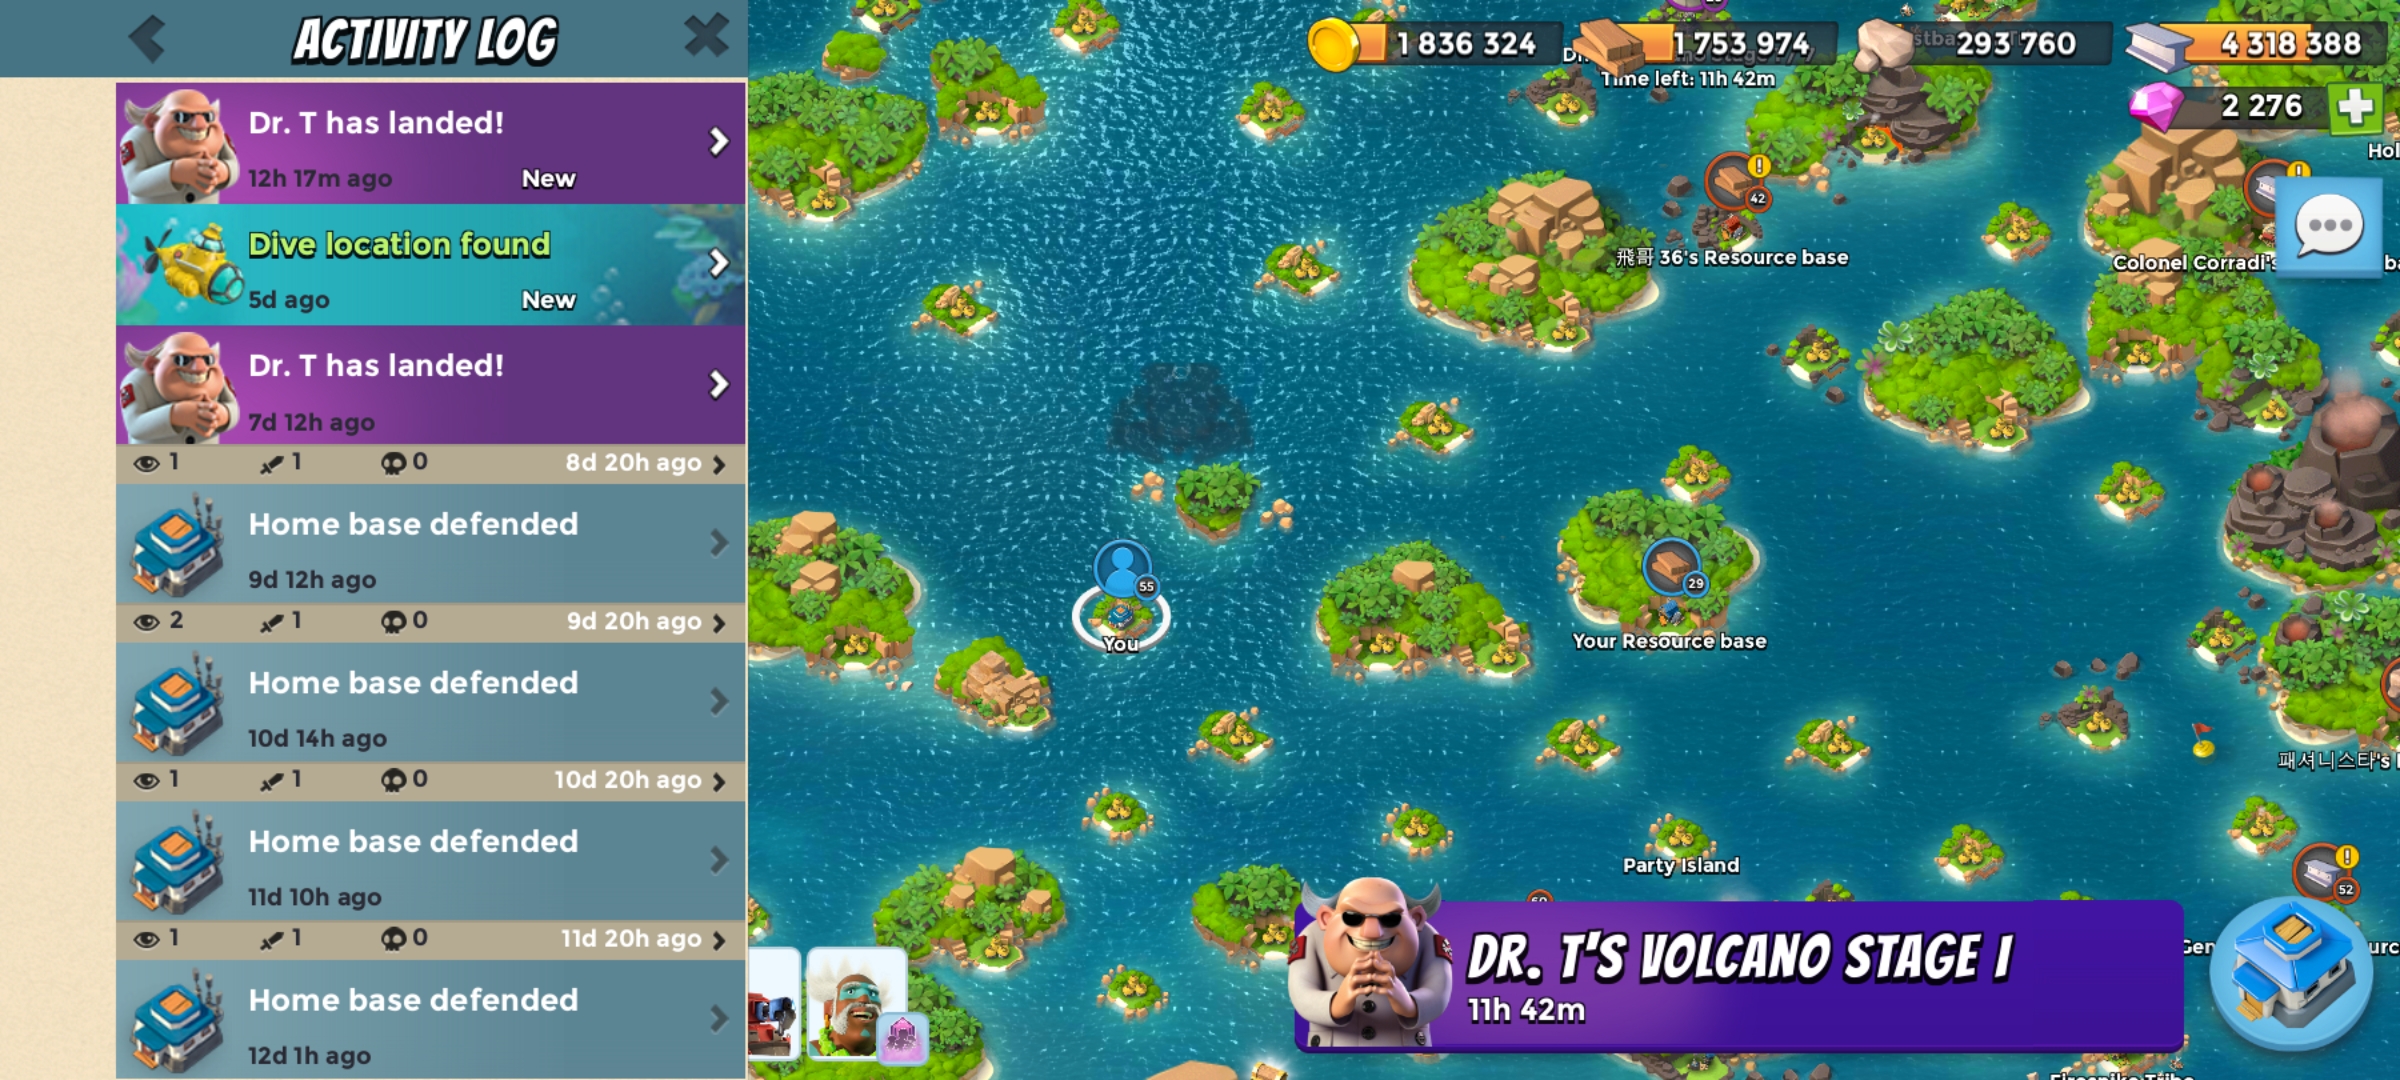 ACTIVITY LOG
Dr. T has landed!
12h 17m ago
New
Dive location found
5d ago
New
Dr. T has landed!
7d 12h ago
1 1 0 8d 20h ago
Home base defended
9d 12h ago
2 1 0 9d 20h ago
Home base defended
10d 14h ago
1 1 0 10d 20h ago
Home base defended
11d 10h ago
1 1 0 11d 20h ago
Home base defended
12d 1h ago
1 836 324
1 753 974
293 760
4 318 388
Time left: 11h 42m
2 276
42
飛哥 36's Resource base
Colonel Corradi's
55
You
29
Your Resource base
패셔니스타's
Party Island
52
DR. T'S VOLCANO STAGE I
11h 42m